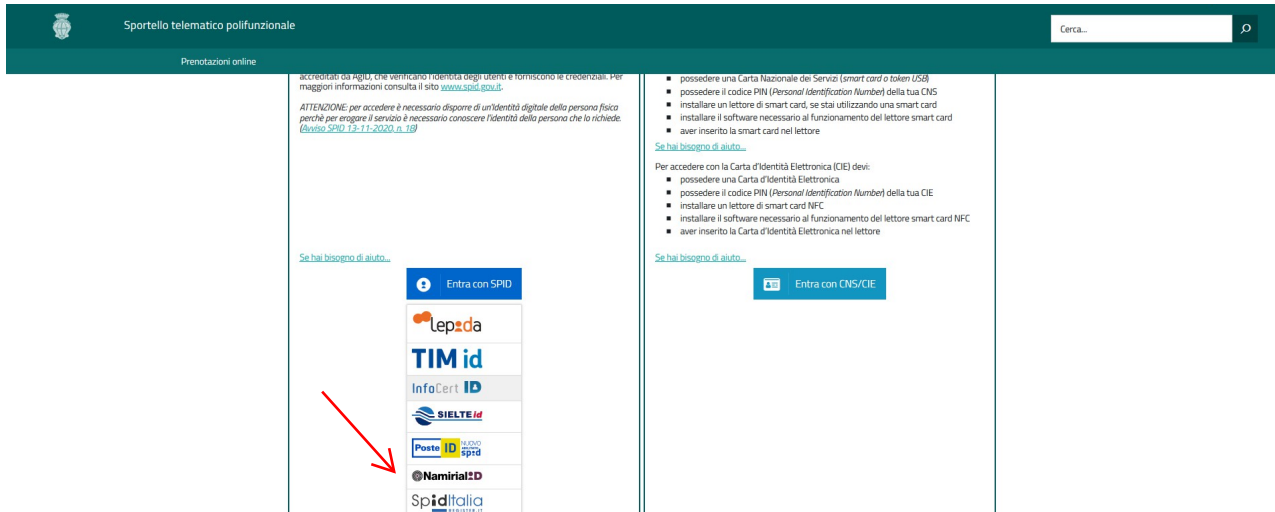 Sportello telematico polifunzionale
Cerca...
Prenotazioni online
accreditati da AgID, che verificano l'identità degli utenti e forniscono le credenziali. Per
maggiori informazioni consulta il sito www.spid.gov.it.
ATTENZIONE: per accedere è necessario disporre di un'identità digitale della persona fisica
perchè per erogare il servizio è necessario conoscere l'identità della persona che lo richiede.
(Avviso SPID 13-11-2020, n. 18)
Se hai bisogno di aiuto...
Entra con SPID
Lepida
TIM id
InfoCert ID
SIELTE id
Poste ID NUOVO
spid
Namirial ID
SpidItalia
REGISTER.IT
possedere una Carta Nazionale dei Servizi (smart card o token USB)
possedere il codice PIN (Personal Identification Number) della tua CNS
installare un lettore di smart card, se stai utilizzando una smart card
installare il software necessario al funzionamento del lettore smart card
aver inserito la smart card nel lettore
Se hai bisogno di aiuto...
Per accedere con la Carta d'Identità Elettronica (CIE) devi:
possedere una Carta d'Identità Elettronica
possedere il codice PIN (Personal Identification Number) della tua CIE
installare un lettore di smart card NFC
installare il software necessario al funzionamento del lettore smart card NFC
aver inserito la Carta d'Identità Elettronica nel lettore
Se hai bisogno di aiuto...
Entra con CNS/CIE